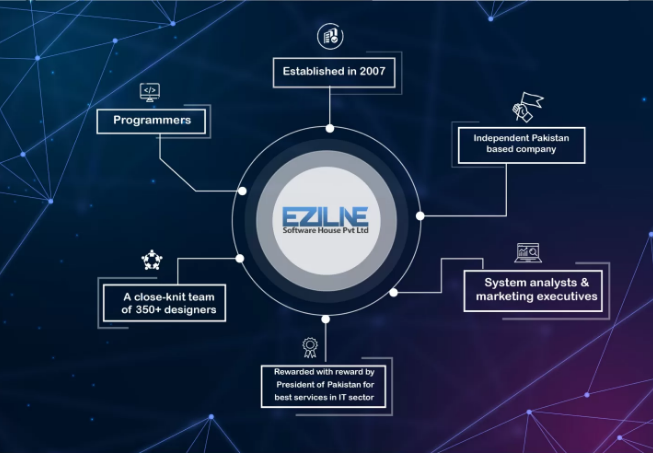 Established in 2007
Programmers
</>
Independent Pakistan
based company
EZILINE
Software House Pvt Ltd
A close-knit team
of 350+ designers
System analysts &
marketing executives
Rewarded with reward by
President of Pakistan for
best services in IT sector